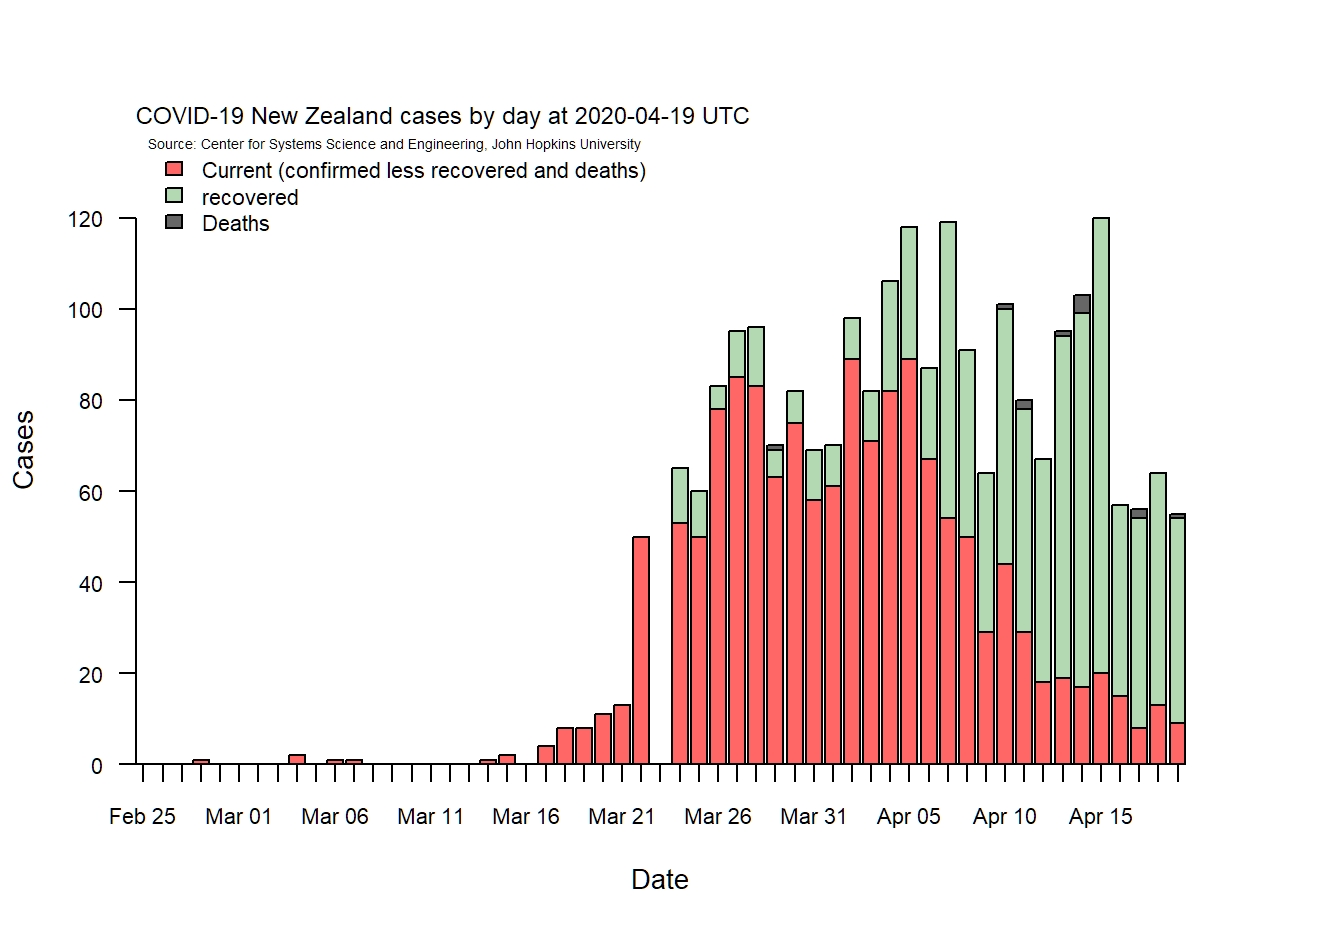 COVID-19 New Zealand cases by day at 2020-04-19 UTC
Source: Center for Systems Science and Engineering, John Hopkins University
Current (confirmed less recovered and deaths)
recovered
Deaths
120
100
80
60
40
20
0
Cases
Feb 25 Mar 01 Mar 06 Mar 11 Mar 16 Mar 21 Mar 26 Mar 31 Apr 05 Apr 10 Apr 15
Date